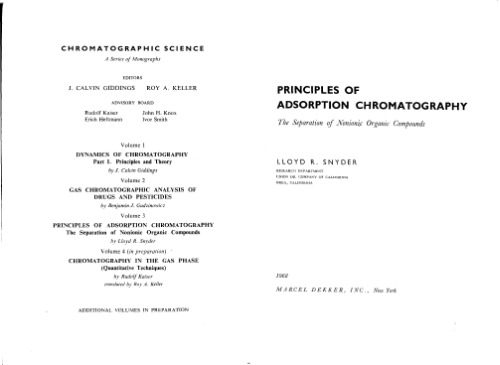 CHROMATOGRAPHIC SCIENCE
A Series of Monographs
EDITORS
J. CALVIN GIDDINGS ROY A. KELLER
ADVISORY BOARD
Rudolf Kaiser John H. Knox
Erich Heftmann Ivor Smith
Volume 1
DYNAMICS OF CHROMATOGRAPHY
Part 1. Principles and Theory
by J. Calvin Giddings
Volume 2
GAS CHROMATOGRAPHIC ANALYSIS OF
DRUGS AND PESTICIDES
by Benjamin J. Gudzinowicz
Volume 3
PRINCIPLES OF ADSORPTION CHROMATOGRAPHY
The Separation of Nonionic Organic Compounds
by Lloyd R. Snyder
Volume 4 (in preparation)
CHROMATOGRAPHY IN THE GAS PHASE
(Quantitative Techniques)
by Rudolf Kaiser
translated by Roy A. Keller
ADDITIONAL VOLUMES IN PREPARATION
PRINCIPLES OF
ADSORPTION CHROMATOGRAPHY
The Separation of Nonionic Organic Compounds
LLOYD R. SNYDER
RESEARCH DEPARTMENT
UNION OIL COMPANY OF CALIFORNIA
BREA, CALIFORNIA
1968
MARCEL DEKKER, INC., New York